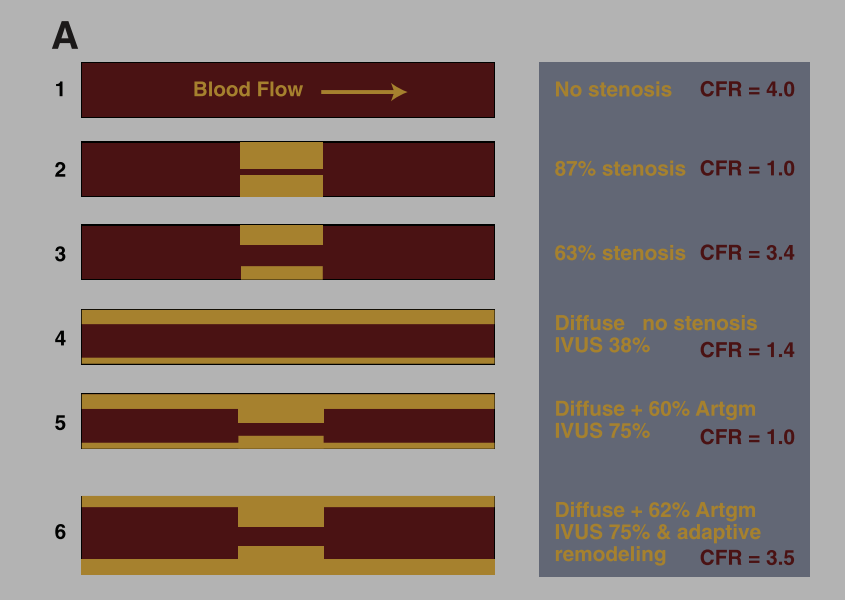 A
1 Blood Flow No stenosis CFR = 4.0
2 87% stenosis CFR = 1.0
3 63% stenosis CFR = 3.4
4 Diffuse no stenosis
IVUS 38% CFR = 1.4
5 Diffuse + 60% Artgm
IVUS 75% CFR = 1.0
6 Diffuse + 62% Artgm
IVUS 75% & adaptive
remodeling CFR = 3.5